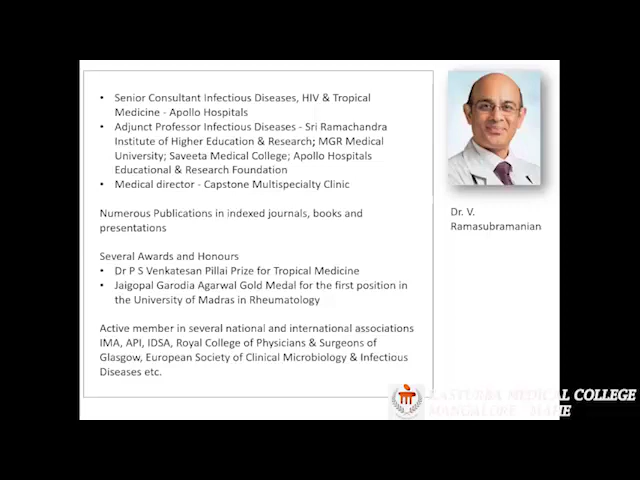 • Senior Consultant Infectious Diseases, HIV & Tropical
Medicine - Apollo Hospitals
• Adjunct Professor Infectious Diseases - Sri Ramachandra
Institute of Higher Education & Research; MGR Medical
University; Saveeta Medical College; Apollo Hospitals
Educational & Research Foundation
• Medical director - Capstone Multispecialty Clinic
Numerous Publications in indexed journals, books and
presentations
Several Awards and Honours
• Dr P S Venkatesan Pillai Prize for Tropical Medicine
• Jaigopal Garodia Agarwal Gold Medal for the first position in
the University of Madras in Rheumatology
Active member in several national and international associations
IMA, API, IDSA, Royal College of Physicians & Surgeons of
Glasgow, European Society of Clinical Microbiology & Infectious
Diseases etc.
Dr. V.
Ramasubramanian
KASTURBA MEDICAL COLLEGE
MANGALORE MAHE